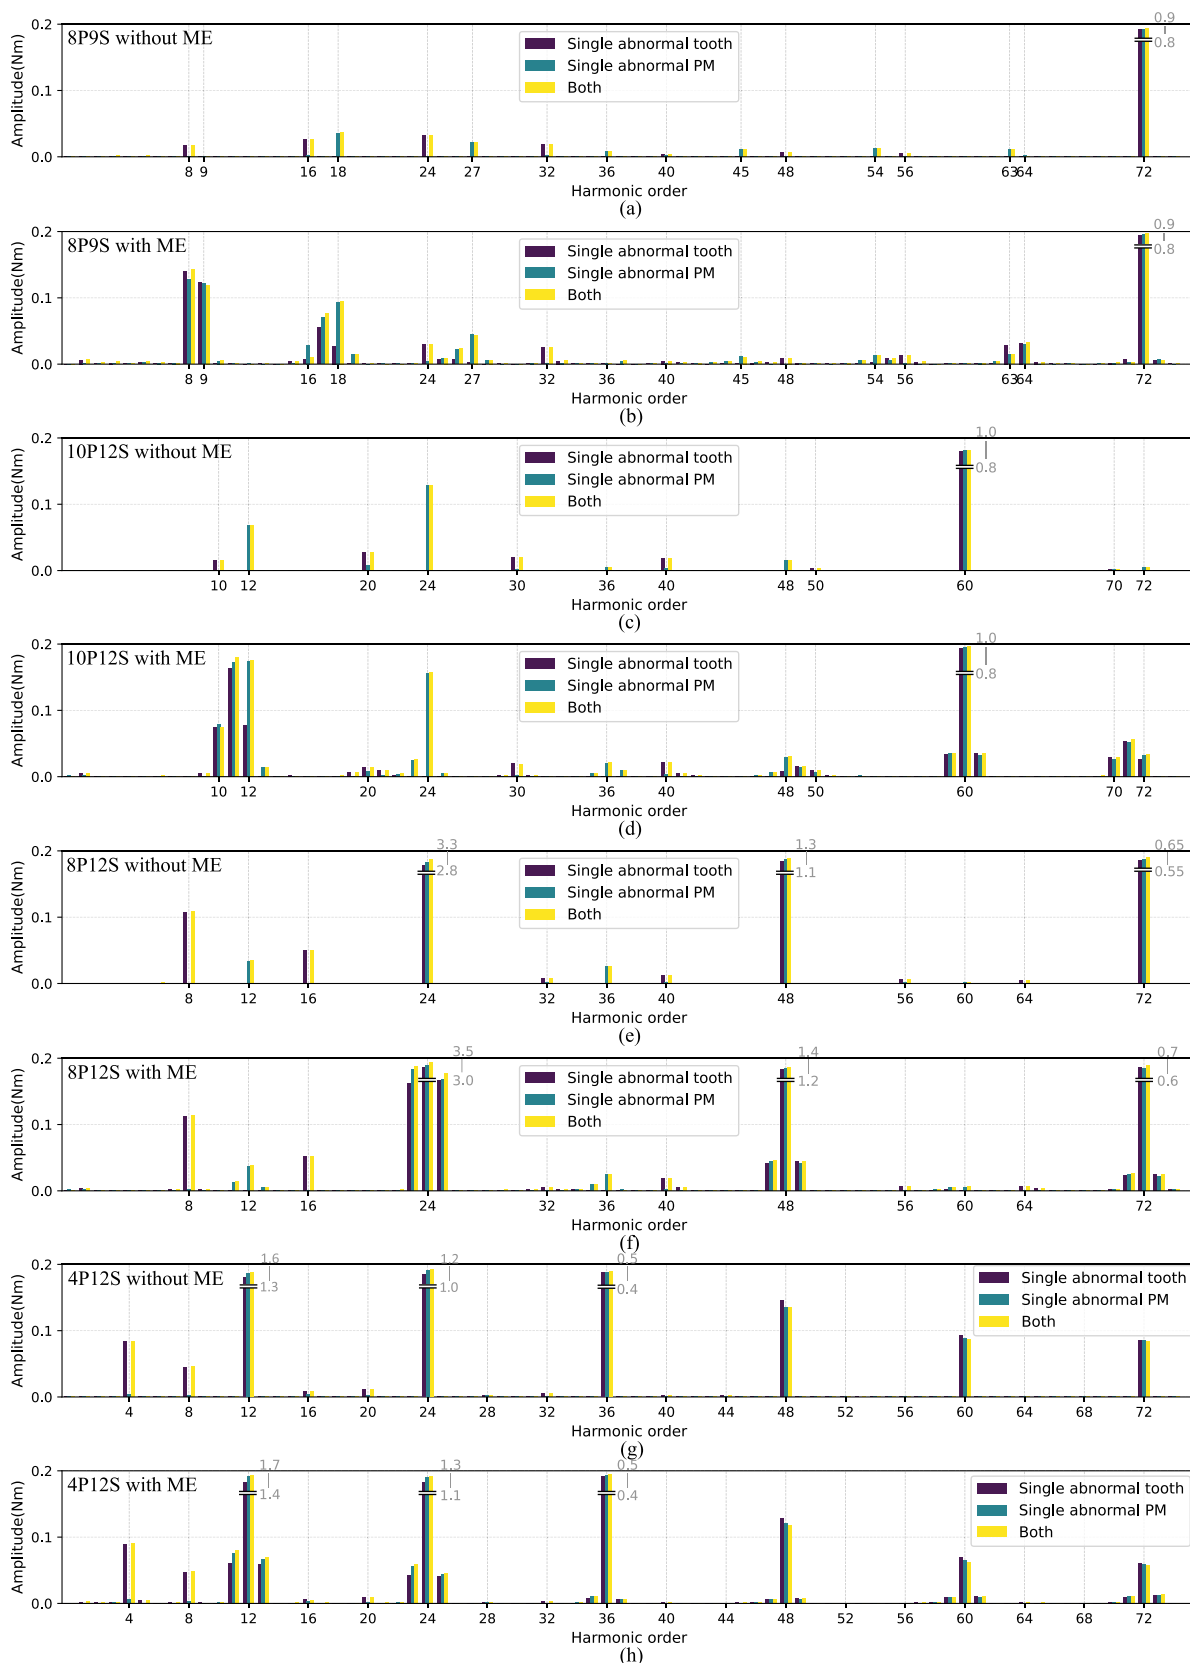 8P9S without ME
Single abnormal tooth
Single abnormal PM
Both
0.9
0.8
Amplitude(Nm)
0.2
0.1
0.0
8 9 16 18 24 27 32 36 40 45 48 54 56 63 64 72
Harmonic order
(a)
8P9S with ME
Single abnormal tooth
Single abnormal PM
Both
0.9
0.8
Amplitude(Nm)
0.2
0.1
0.0
8 9 16 18 24 27 32 36 40 45 48 54 56 63 64 72
Harmonic order
(b)
10P12S without ME
Single abnormal tooth
Single abnormal PM
Both
1.0
0.8
Amplitude(Nm)
0.2
0.1
0.0
10 12 20 24 30 36 40 48 50 60 70 72
Harmonic order
(c)
10P12S with ME
Single abnormal tooth
Single abnormal PM
Both
1.0
0.8
Amplitude(Nm)
0.2
0.1
0.0
10 12 20 24 30 36 40 48 50 60 70 72
Harmonic order
(d)
8P12S without ME
Single abnormal tooth
Single abnormal PM
Both
3.3
2.8
1.3
1.1
0.65
0.55
Amplitude(Nm)
0.2
0.1
0.0
8 12 16 24 32 36 40 48 56 60 64 72
Harmonic order
(e)
8P12S with ME
Single abnormal tooth
Single abnormal PM
Both
3.5
3.0
1.4
1.2
0.7
0.6
Amplitude(Nm)
0.2
0.1
0.0
8 12 16 24 32 36 40 48 56 60 64 72
Harmonic order
(f)
4P12S without ME
Single abnormal tooth
Single abnormal PM
Both
1.6
1.3
1.2
1.0
0.5
0.4
Amplitude(Nm)
0.2
0.1
0.0
4 8 12 16 20 24 28 32 36 40 44 48 52 56 60 64 68 72
Harmonic order
(g)
4P12S with ME
Single abnormal tooth
Single abnormal PM
Both
1.7
1.4
1.3
1.1
0.5
0.4
Amplitude(Nm)
0.2
0.1
0.0
4 8 12 16 20 24 28 32 36 40 44 48 52 56 60 64 68 72
Harmonic order
(h)